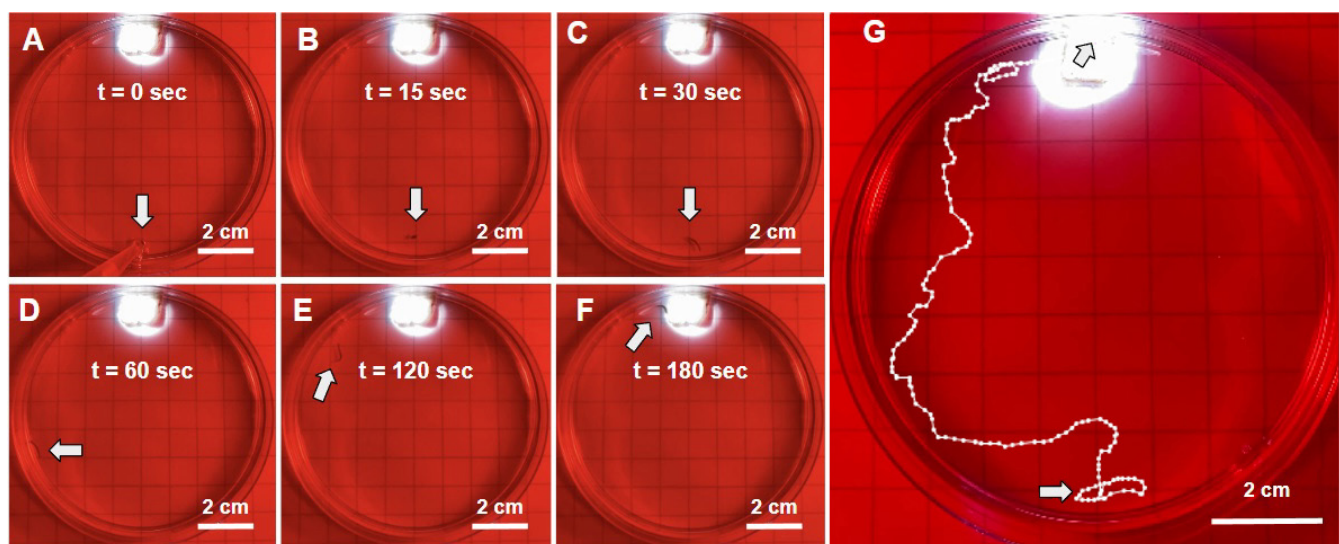 A
t = 0 sec
2 cm
B
t = 15 sec
2 cm
C
t = 30 sec
2 cm
D
t = 60 sec
2 cm
E
t = 120 sec
2 cm
F
t = 180 sec
2 cm
G
2 cm